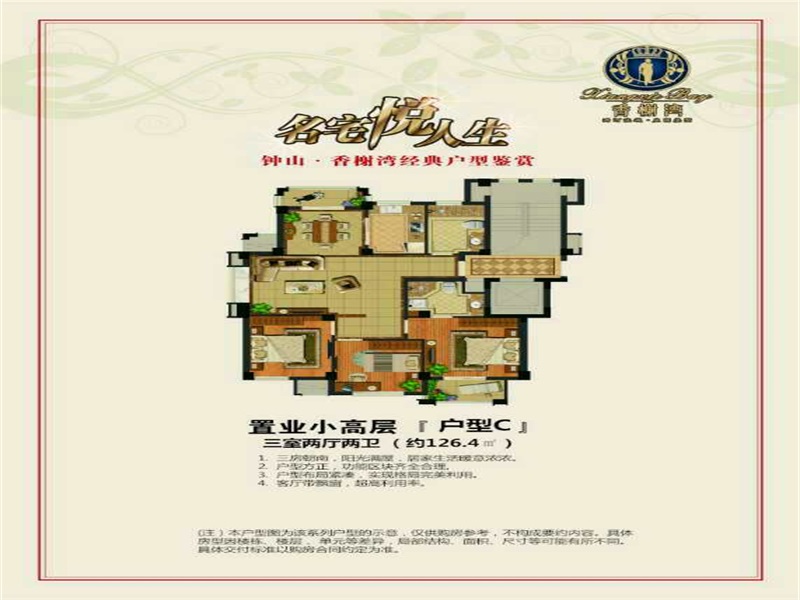 香榭湾
名宅悦人生
钟山·香榭湾经典户型鉴赏
置业小高层『户型C』
三室两厅两卫（约126.4㎡）
1. 三房朝南，阳光满屋，居家生活暖意浓浓。
2. 户型方正，功能区块齐全合理。
3. 户型布局紧凑，实现格局完美利用。
4. 客厅带飘窗，超高利用率。
(注) 本户型图为该系列户型的示意，仅供购房参考，不构成要约内容。具体
房型因楼栋、楼层、单元等差异，局部结构、面积、尺寸等可能有所不同。
具体交付标准以购房合同约定为准。